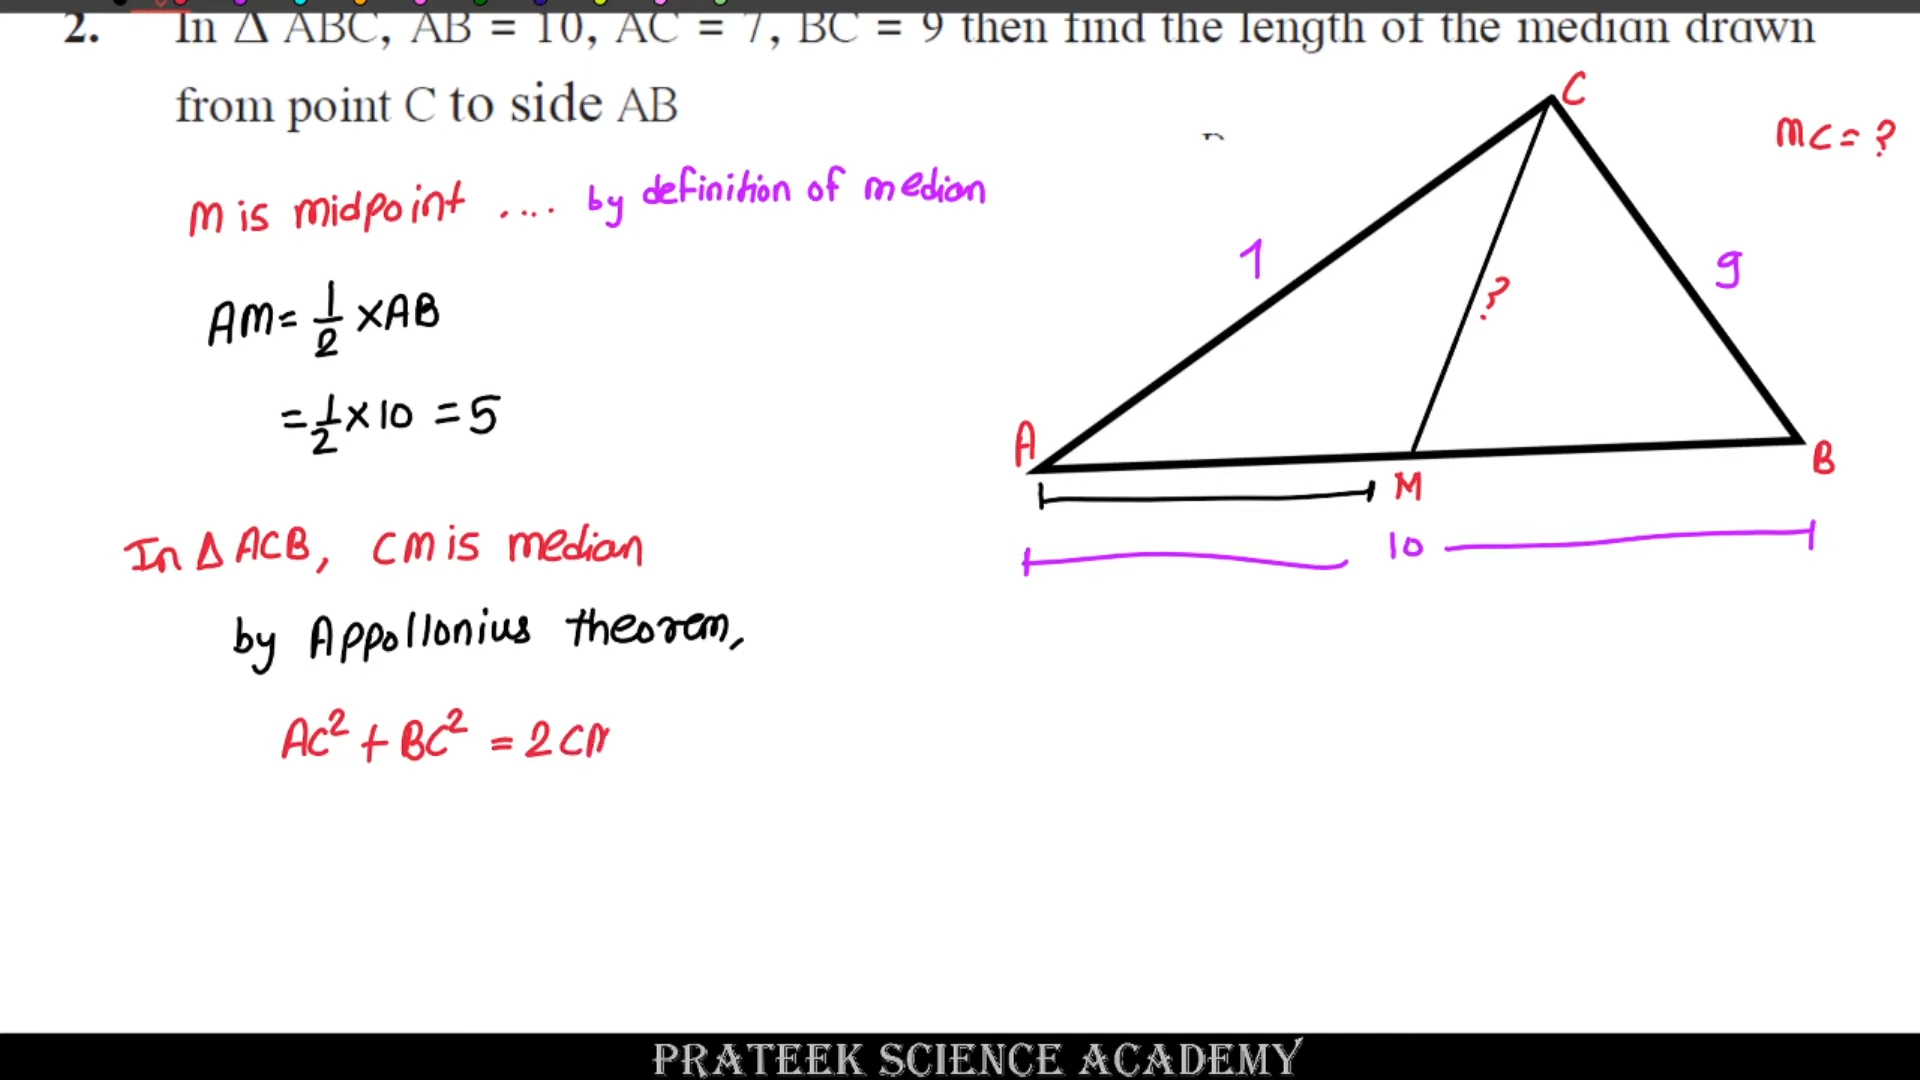 2. In Δ ABC, AB = 10, AC = 7, BC = 9 then find the length of the median drawn
from point C to side AB
M is midpoint .... by definition of median
AM = 1/2 × AB
= 1/2 × 10 = 5
In Δ ACB, CM is median
by Appollonius theorem,
AC² + BC² = 2CM
C
MC = ?
7
9
?
A
M
B
10
PRATEEK SCIENCE ACADEMY